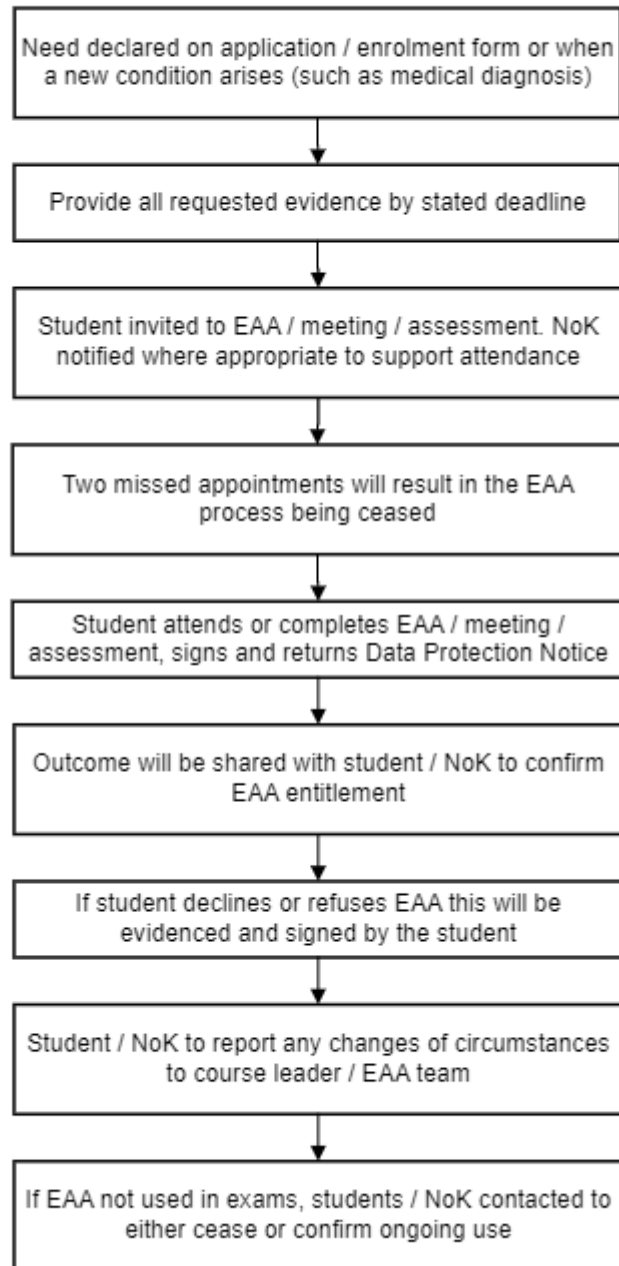 Need declared on application / enrolment form or when
a new condition arises (such as medical diagnosis)
Provide all requested evidence by stated deadline
Student invited to EAA / meeting / assessment. NoK
notified where appropriate to support attendance
Two missed appointments will result in the EAA
process being ceased
Student attends or completes EAA / meeting /
assessment, signs and returns Data Protection Notice
Outcome will be shared with student / NoK to confirm
EAA entitlement
If student declines or refuses EAA this will be
evidenced and signed by the student
Student / NoK to report any changes of circumstances
to course leader / EAA team
If EAA not used in exams, students / NoK contacted to
either cease or confirm ongoing use